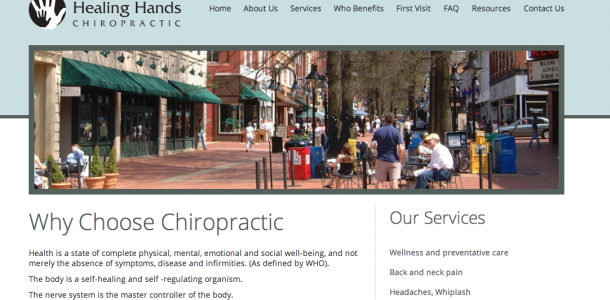 Healing Hands
CHIROPRACTIC
Home
About Us
Services
Who Benefits
First Visit
FAQ
Resources
Contact Us
Why Choose Chiropractic
Health is a state of complete physical, mental, emotional and social well-being, and not
merely the absence of symptoms, disease and infirmities. (As defined by WHO).
The body is a self-healing and self -regulating organism.
The nerve system is the master controller of the body.
Our Services
Wellness and preventative care
Back and neck pain
Headaches, Whiplash